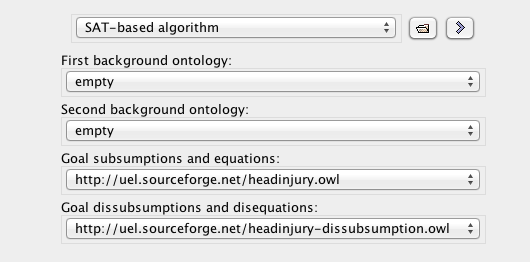 SAT-based algorithm
First background ontology:
empty
Second background ontology:
empty
Goal subsumptions and equations:
http://uel.sourceforge.net/headinjury.owl
Goal dissubsumptions and disequations:
http://uel.sourceforge.net/headinjury-dissubsumption.owl